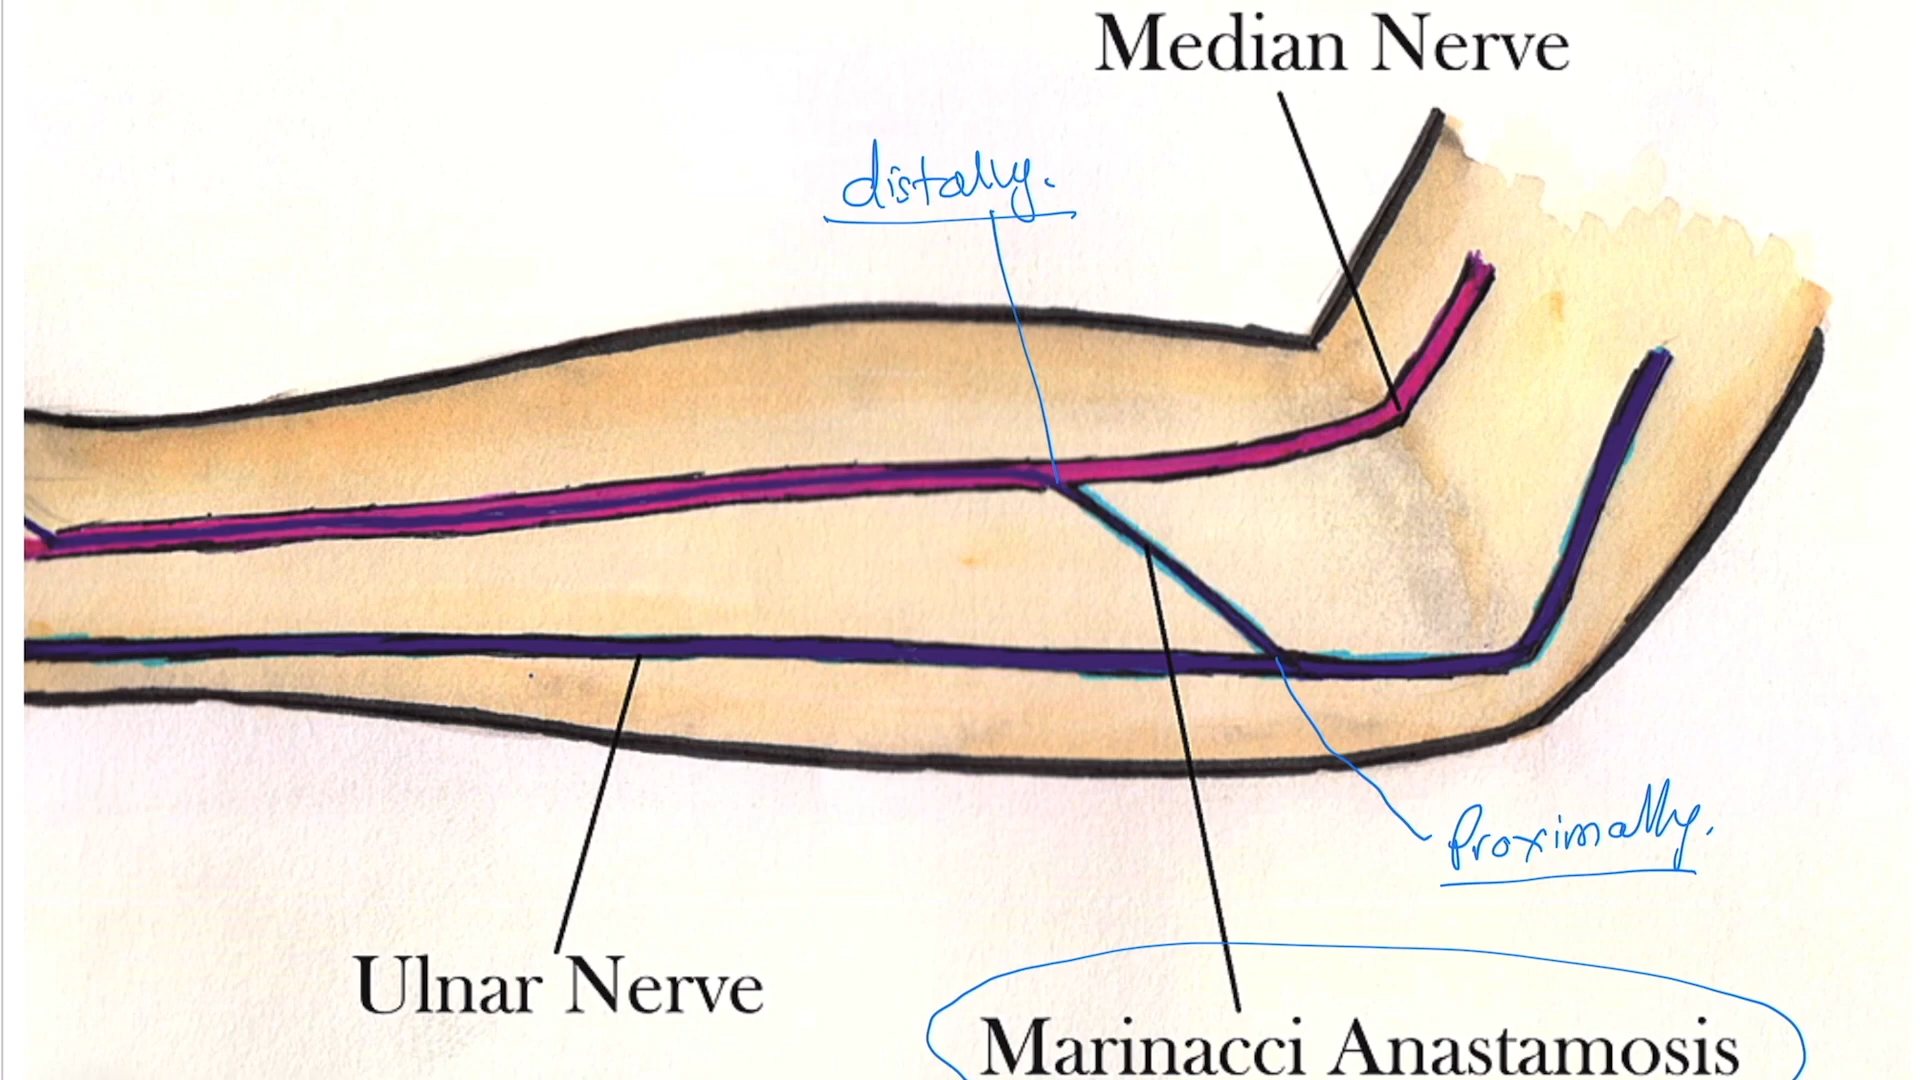 Median Nerve
distally.
Proximally.
Ulnar Nerve
Marinacci Anastamosis